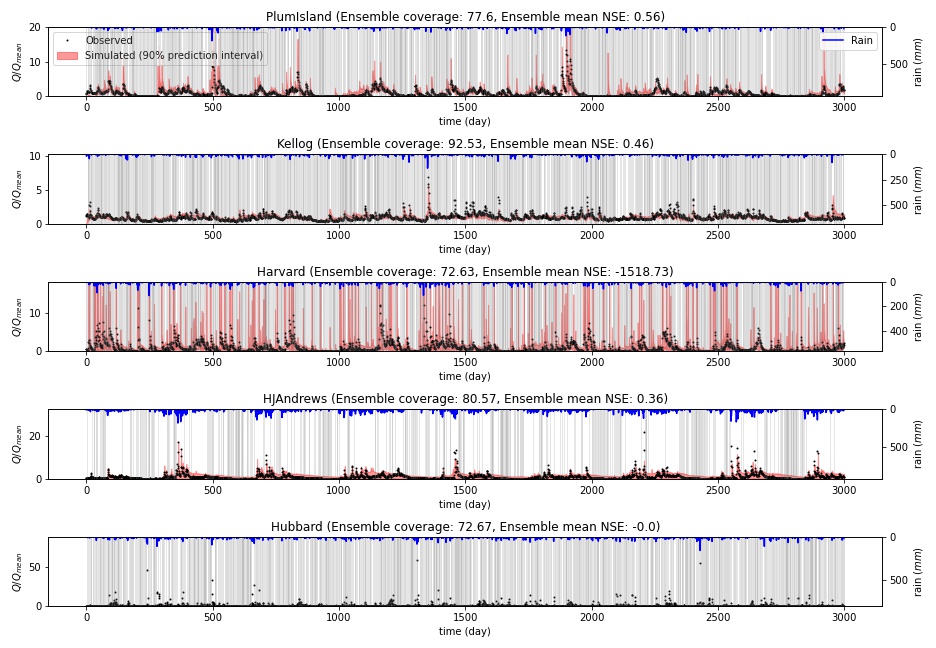 PlumIsland (Ensemble coverage: 77.6, Ensemble mean NSE: 0.56)
20
10
0
Q/Qmean
Observed
Simulated (90% prediction interval)
Rain
0
500
rain (mm)
0 500 1000 1500 2000 2500 3000
time (day)
Kellog (Ensemble coverage: 92.53, Ensemble mean NSE: 0.46)
10
5
0
Q/Qmean
0
250
500
rain (mm)
0 500 1000 1500 2000 2500 3000
time (day)
Harvard (Ensemble coverage: 72.63, Ensemble mean NSE: -1518.73)
10
0
Q/Qmean
0
200
400
rain (mm)
0 500 1000 1500 2000 2500 3000
time (day)
HJAndrews (Ensemble coverage: 80.57, Ensemble mean NSE: 0.36)
20
0
Q/Qmean
0
500
rain (mm)
0 500 1000 1500 2000 2500 3000
time (day)
Hubbard (Ensemble coverage: 72.67, Ensemble mean NSE: -0.0)
50
0
Q/Qmean
0
500
rain (mm)
0 500 1000 1500 2000 2500 3000
time (day)